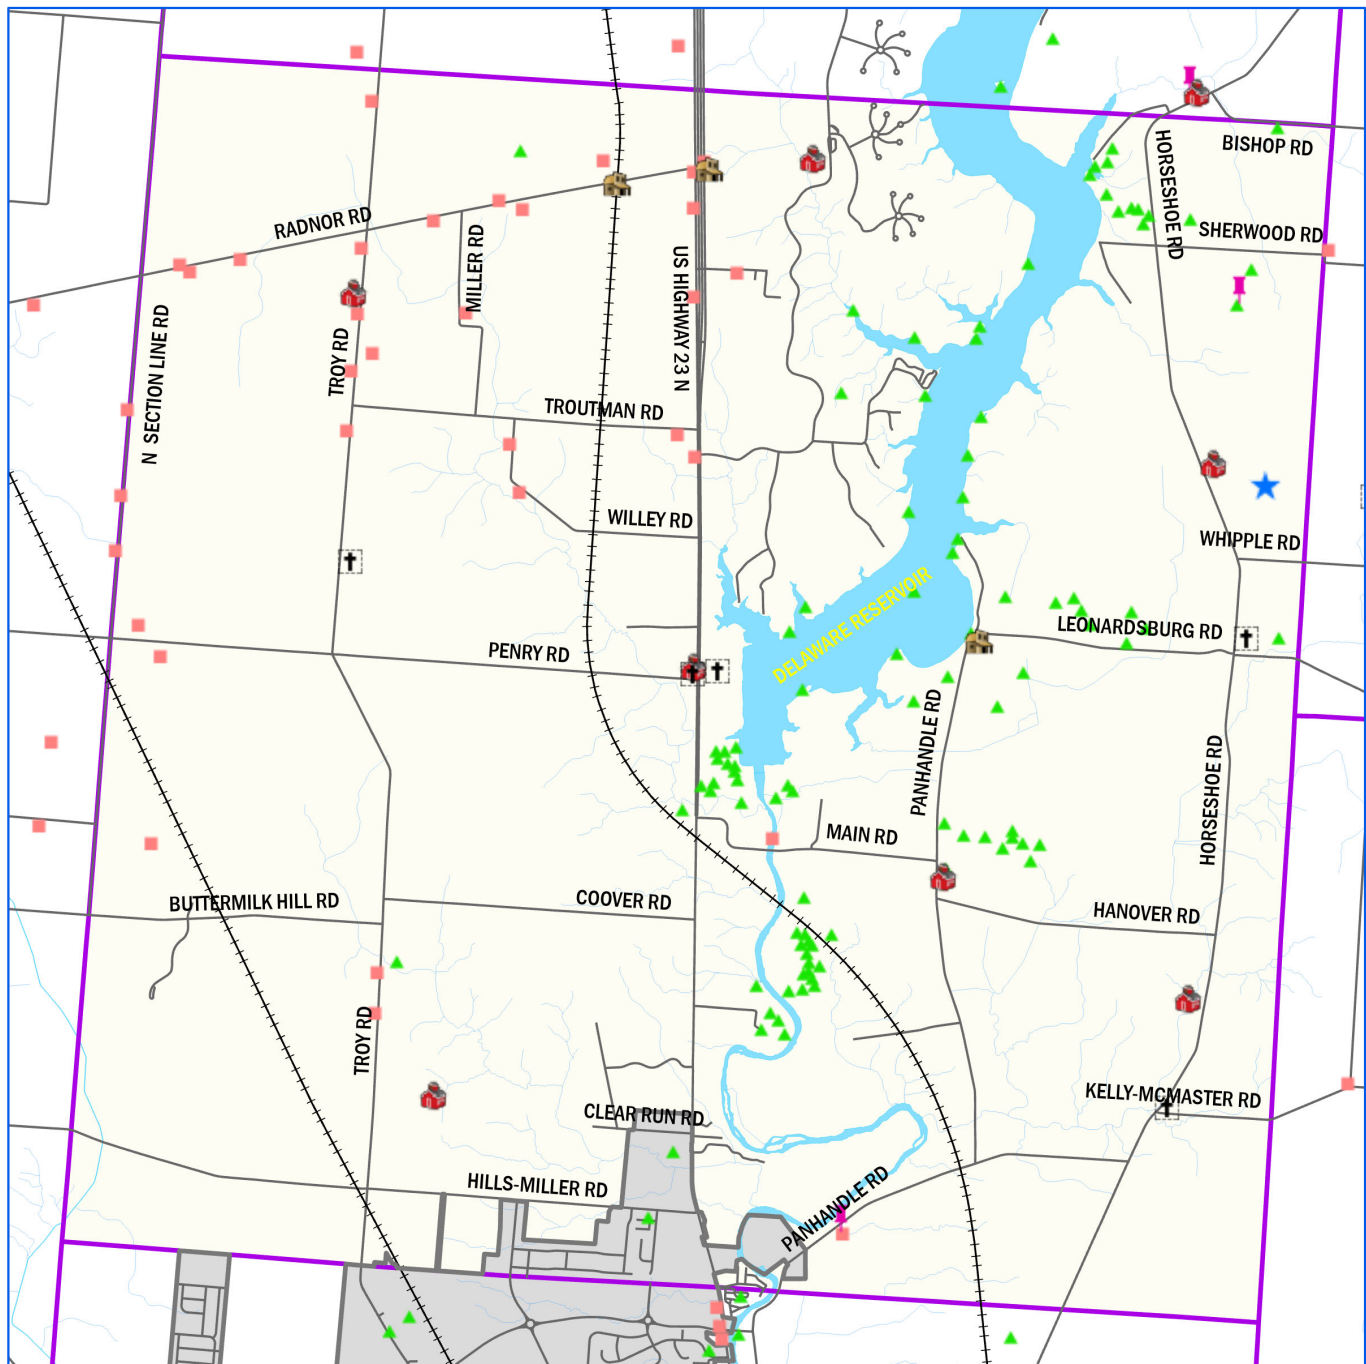 BISHOP RD
HORSESHOE RD
SHERWOOD RD
RADNOR RD
MILLER RD
US HIGHWAY 23 N
N SECTION LINE RD
TROY RD
TROUTMAN RD
WILLEY RD
WHIPPLE RD
DELAWARE RESERVOIR
LEONARDSBURG RD
PENRY RD
PANHANDLE RD
HORSESHOE RD
MAIN RD
BUTTERMILK HILL RD
COOVER RD
HANOVER RD
TROY RD
KELLY-MCMASTER RD
CLEAR RUN RD
HILLS-MILLER RD
PANHANDLE RD